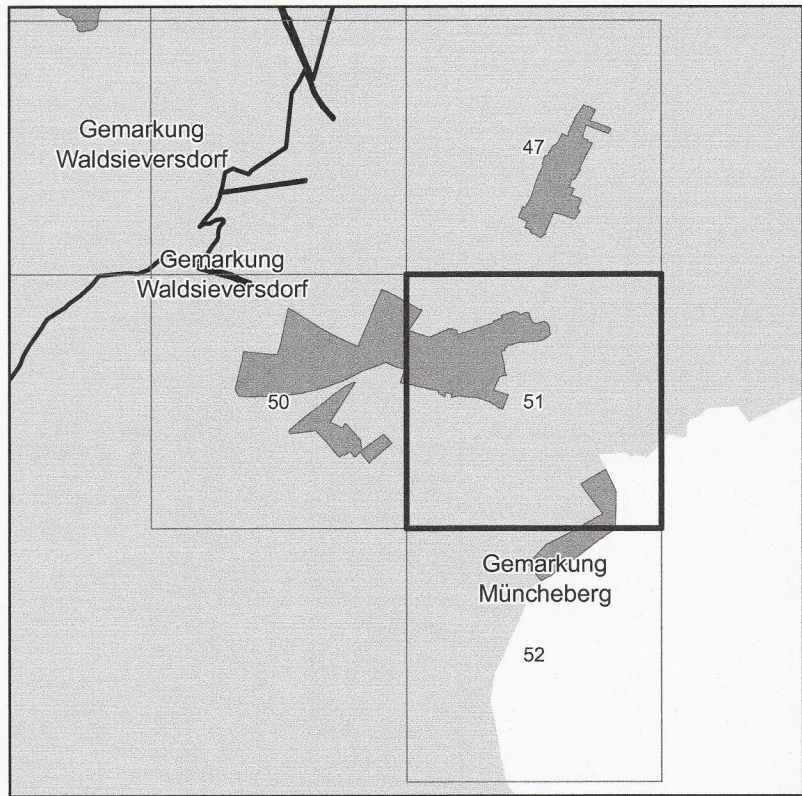 Gemarkung
Waldsieversdorf
47
Gemarkung
Waldsieversdorf
50
51
Gemarkung
Müncheberg
52